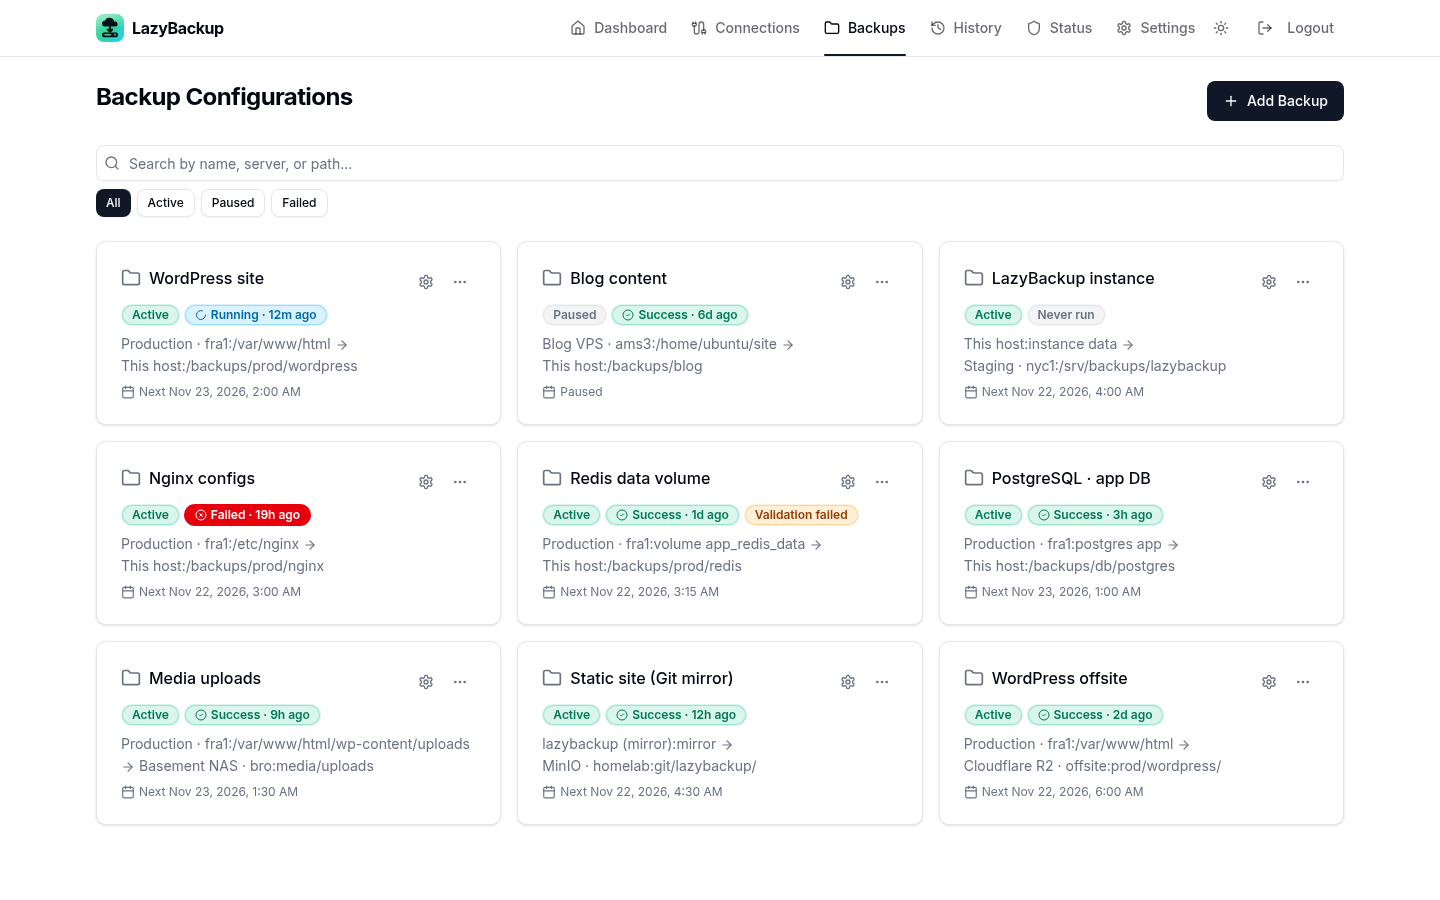 LazyBackup
Dashboard
Connections
Backups
History
Status
Settings
Logout
Backup Configurations
Add Backup
Search by name, server, or path...
All
Active
Paused
Failed
WordPress site
Active
Running · 12m ago
Production · fra1:/var/www/html →
This host:/backups/prod/wordpress
Next Nov 23, 2026, 2:00 AM
Blog content
Paused
Success · 6d ago
Blog VPS · ams3:/home/ubuntu/site →
This host:/backups/blog
Paused
LazyBackup instance
Active
Never run
This host:instance data →
Staging · nyc1:/srv/backups/lazybackup
Next Nov 22, 2026, 4:00 AM
Nginx configs
Active
Failed · 19h ago
Production · fra1:/etc/nginx →
This host:/backups/prod/nginx
Next Nov 22, 2026, 3:00 AM
Redis data volume
Active
Success · 1d ago
Validation failed
Production · fra1:volume app_redis_data →
This host:/backups/prod/redis
Next Nov 22, 2026, 3:15 AM
PostgreSQL · app DB
Active
Success · 3h ago
Production · fra1:postgres app →
This host:/backups/db/postgres
Next Nov 23, 2026, 1:00 AM
Media uploads
Active
Success · 9h ago
Production · fra1:/var/www/html/wp-content/uploads
→ Basement NAS · bro:media/uploads
Next Nov 23, 2026, 1:30 AM
Static site (Git mirror)
Active
Success · 12h ago
lazybackup (mirror):mirror →
MinIO · homelab:git/lazybackup/
Next Nov 22, 2026, 4:30 AM
WordPress offsite
Active
Success · 2d ago
Production · fra1:/var/www/html →
Cloudflare R2 · offsite:prod/wordpress/
Next Nov 22, 2026, 6:00 AM